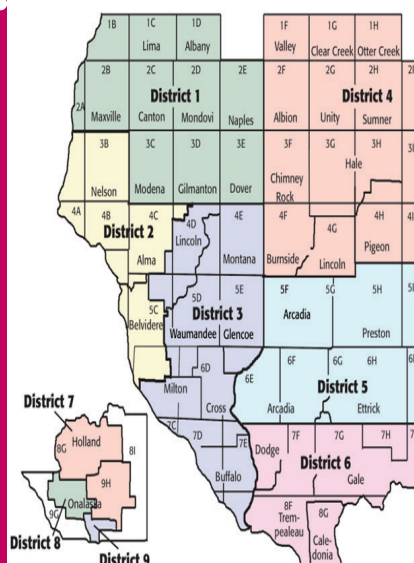 1B
1C
1D
1F
1G
1H
Lima
Albany
Valley
Clear Creek
Otter Creek
2A
2B
2C
2D
2E
2F
2G
2H
District 1
District 4
Maxville
Canton
Mondovi
Naples
Albion
Unity
Sumner
3B
3C
3D
3E
3F
3G
3H
Hale
Nelson
Modena
Gilmanton
Dover
Chimney
Rock
4A
4B
4C
4D
4E
4F
4G
4H
District 2
Lincoln
Alma
Montana
Burnside
Lincoln
Pigeon
5C
5D
5E
5F
5G
5H
Arcadia
District 3
Belvidere
Waumandee
Glencoe
Preston
6D
6E
6F
6G
6H
Milton
District 5
Cross
Arcadia
Ettrick
District 7
7C
7D
7E
7F
7G
7H
Holland
8G
8I
Dodge
District 6
9H
Buffalo
Gale
Onalaska
9G
8F
8G
Trem-
pealeau
Cale-
donia
District 8
District 9